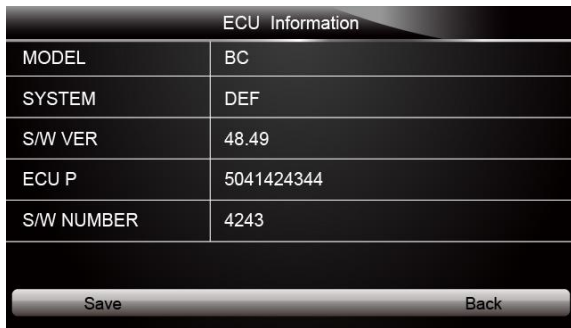 ECU Information
MODEL BC
SYSTEM DEF
S/W VER 48.49
ECU P 5041424344
S/W NUMBER 4243
Save Back